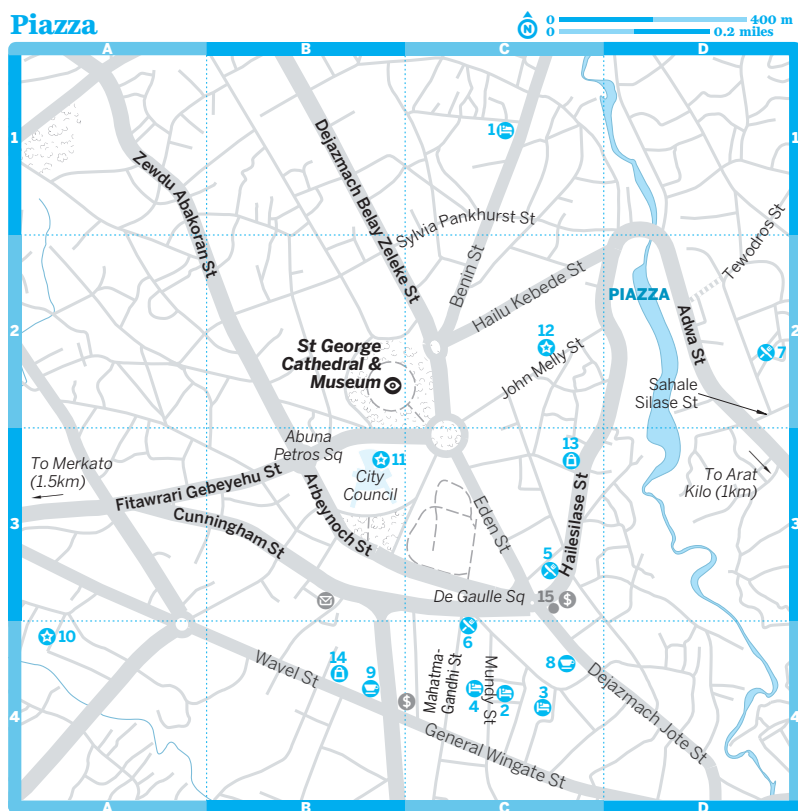 Piazza
N
0 400 m
0 0.2 miles
A B C D
1
1
1
Dejazmach Belay Zeleke St
Zewdu Abakoran St
Sylvia Pankhurst St
Benin St
Tewodros St
Hailu Kebede St
PIAZZA
2
2
Adwa St
12
7
St George
Cathedral &
Museum
John Melly St
Sahale
Silase St
Abuna
Petros Sq
13
11
To Merkato
(1.5km)
City
Council
To Arat
Kilo (1km)
Fitawrari Gebeyehu St
Arbeynoch St
Cunningham St
Eden St
Hailesilase St
3
3
5
De Gaulle Sq
15
$
10
6
14
9
8
Wavel St
Mahatma-
Gandhi St
Mundy St
Dejazmach Jote St
4
2
3
$
4
4
General Wingate St
A B C D